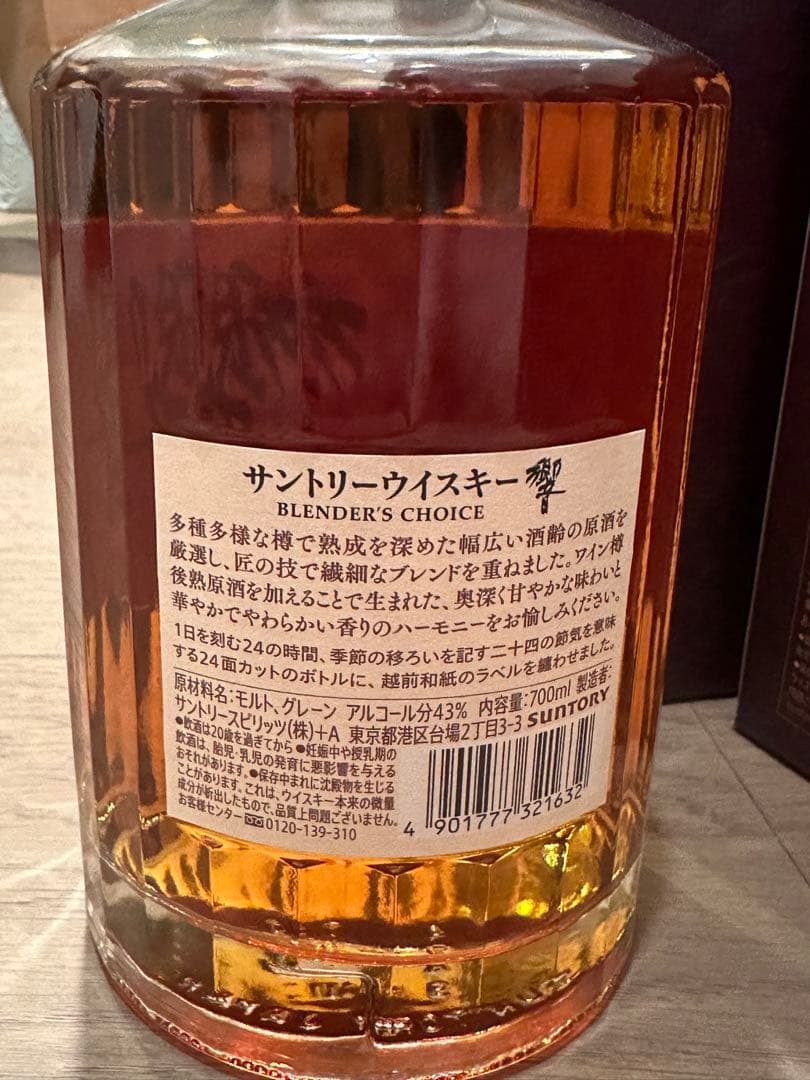 サントリーウイスキー響
BLENDER'S CHOICE
多種多様な樽で熟成を深めた幅広い酒齢の原酒を
厳選し、匠の技で繊細なブレンドを重ねました。ワイン樽
後熟原酒を加えることで生まれた、奥深く甘やかな味わいと
華やかでやわらかい香りのハーモニーをお愉しみください。
1日を刻む24の時間、季節の移ろいを記す二十四の節気を意味
する24面カットのボトルに、越前和紙のラベルを纏わせました。
原材料名:モルト、グレーン アルコール分43% 内容量:700ml 製造者:
サントリースピリッツ(株)+A 東京都港区台場2丁目3-3 SUNTORY
●飲酒は20歳を過ぎてから ●妊娠中や授乳期の
飲酒は、胎児・乳児の発育に悪影響を与える
おそれがあります。●保存中まれに沈殿物を生じる
ことがあります。これは、ウイスキー本来の微量
成分が析出したもので、品質上問題ございません。
お客様センター 0120-139-310
4 901777 321632